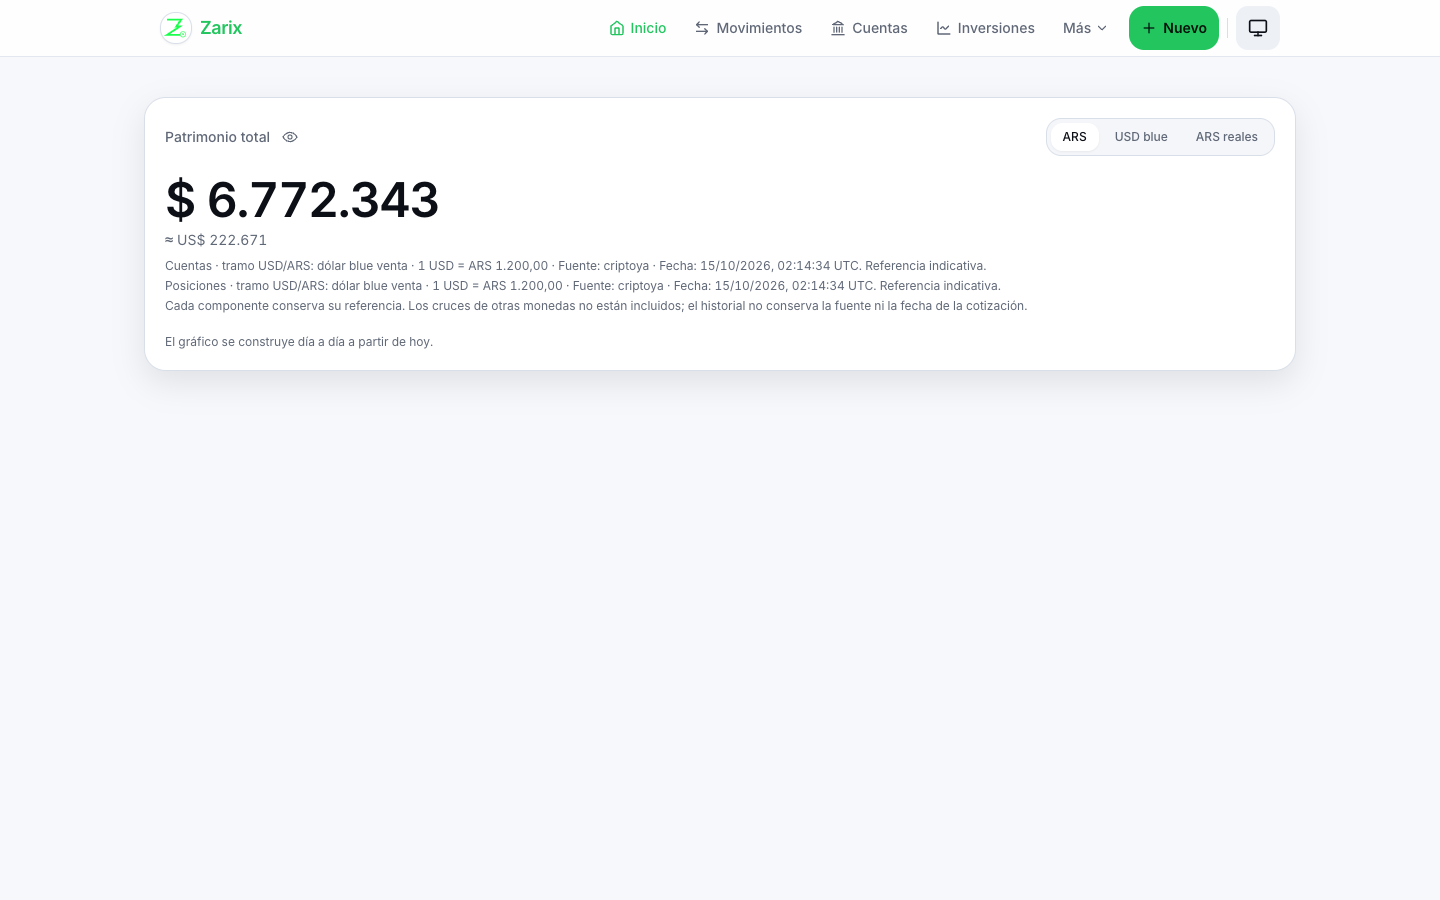 Zarix
Inicio
Movimientos
Cuentas
Inversiones
Más
Nuevo
Patrimonio total
ARS
USD blue
ARS reales
$ 6.772.343
≈ US$ 222.671
Cuentas · tramo USD/ARS: dólar blue venta · 1 USD = ARS 1.200,00 · Fuente: criptoya · Fecha: 15/10/2026, 02:14:34 UTC. Referencia indicativa.
Posiciones · tramo USD/ARS: dólar blue venta · 1 USD = ARS 1.200,00 · Fuente: criptoya · Fecha: 15/10/2026, 02:14:34 UTC. Referencia indicativa.
Cada componente conserva su referencia. Los cruces de otras monedas no están incluidos; el historial no conserva la fuente ni la fecha de la cotización.
El gráfico se construye día a día a partir de hoy.